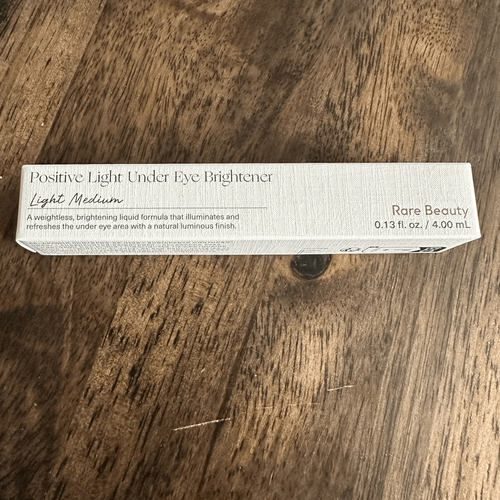 Positive Light Under Eye Brightener
Light Medium
A weightless, brightening liquid formula that illuminates and
refreshes the under eye area with a natural luminous finish.
Rare Beauty
0.13 fl. oz. / 4.00 mL